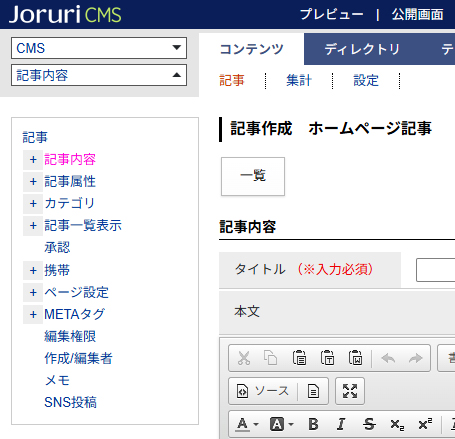 Joruri CMS
プレビュー | 公開画面
CMS
記事内容
コンテンツ ディレクトリ テ
記事 集計 設定
記事
+ 記事内容
+ 記事属性
+ カテゴリ
+ 記事一覧表示
承認
+ 携帯
+ ページ設定
+ METAタグ
編集権限
作成/編集者
メモ
SNS投稿
記事作成　ホームページ記事
一覧
記事内容
タイトル （※入力必須）
本文
ソース
A A B I S x₂ x²